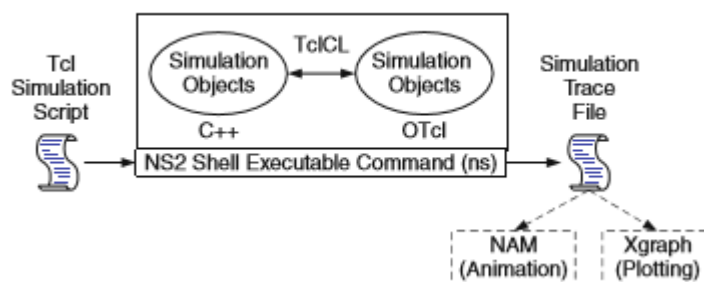 Tcl
Simulation
Script
TclCL
Simulation
Objects
Simulation
Objects
C++
OTcl
NS2 Shell Executable Command (ns)
Simulation
Trace
File
NAM
(Animation)
Xgraph
(Plotting)